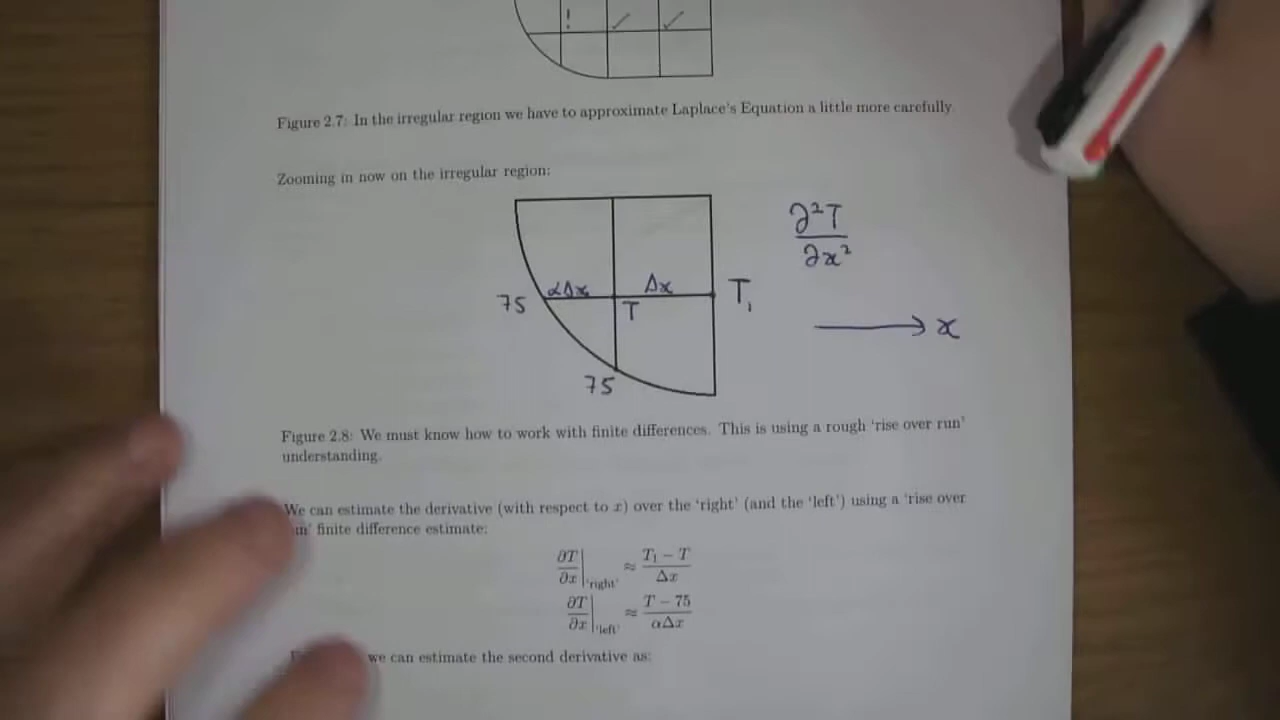 ! ✓ ✓
Figure 2.7: In the irregular region we have to approximate Laplace's Equation a little more carefully.
Zooming in now on the irregular region:
∂²T
∂x²
αΔx Δx
75 T T₁
→ x
75
Figure 2.8: We must know how to work with finite differences. This is using a rough 'rise over run'
understanding.
We can estimate the derivative (with respect to x) over the 'right' (and the 'left') using a 'rise over
finite difference estimate:
∂T/∂x |'right' ≈ T₁ − T / Δx
∂T/∂x |'left' ≈ T − 75 / αΔx
we can estimate the second derivative as: